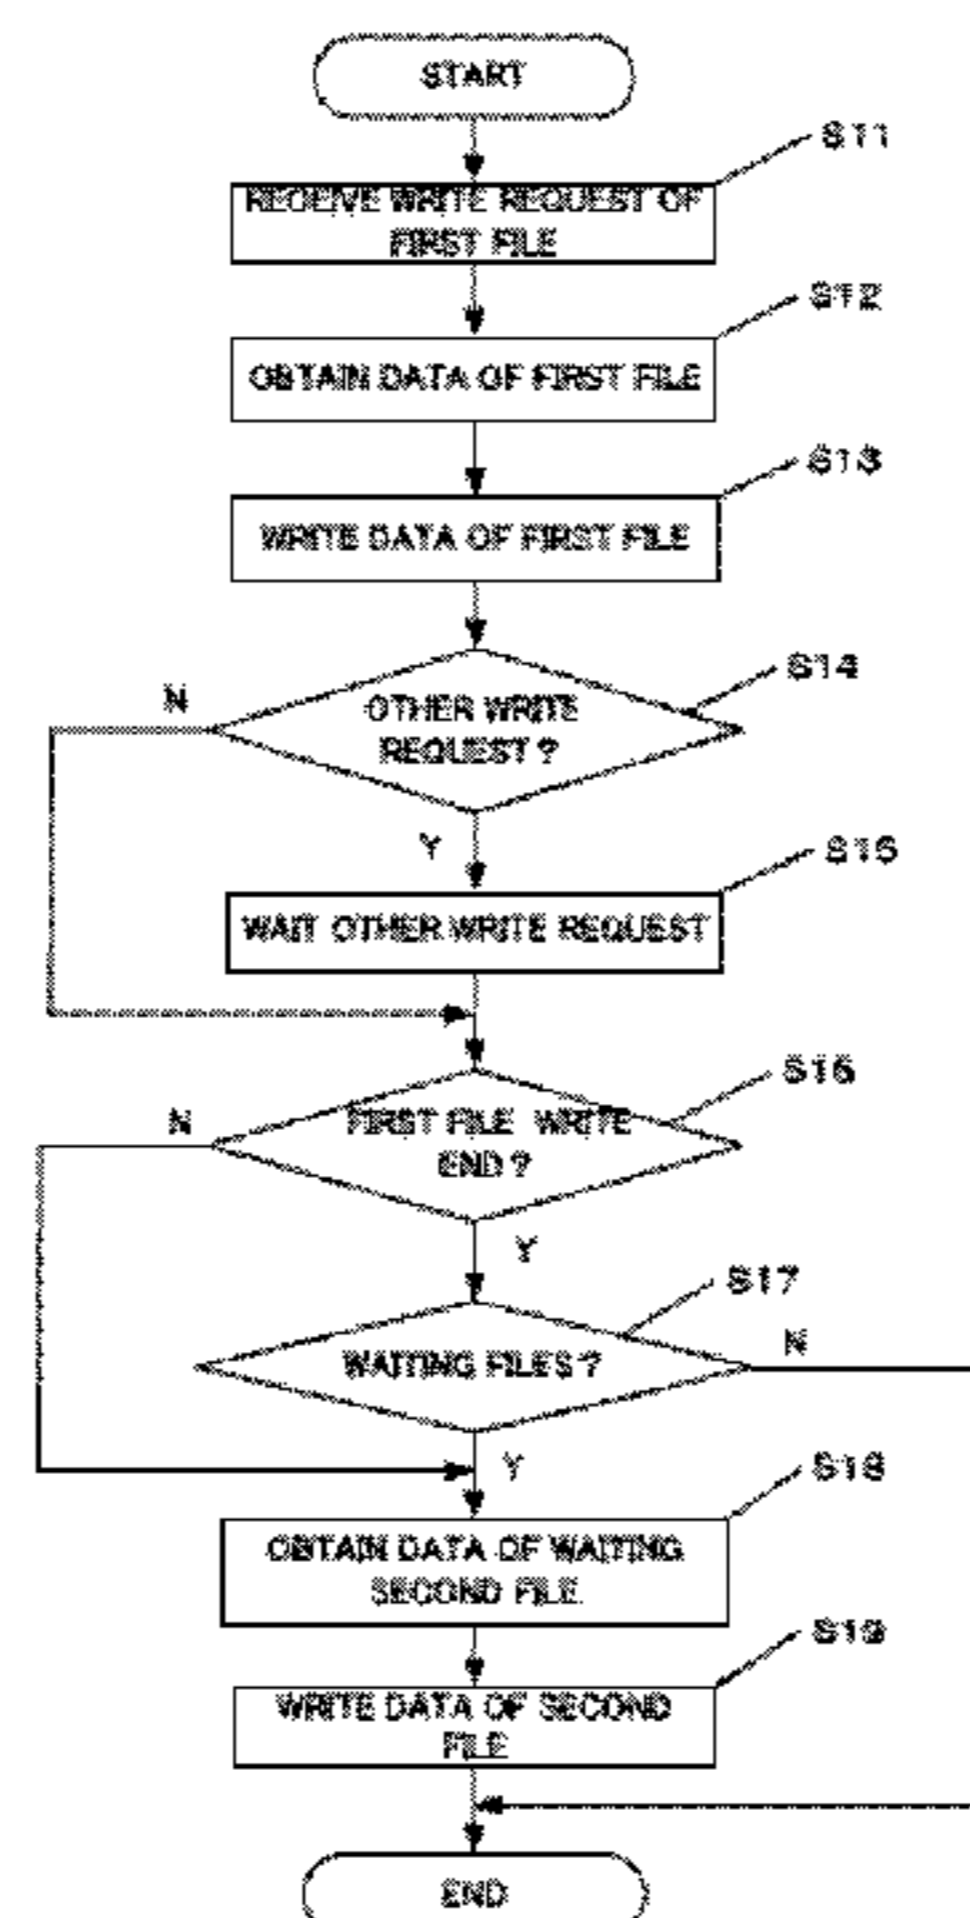 START
S11
RECEIVE WRITE REQUEST OF
FIRST FILE
S12
OBTAIN DATA OF FIRST FILE
S13
WRITE DATA OF FIRST FILE
S14
N
OTHER WRITE
REQUEST ?
Y
S15
WAIT OTHER WRITE REQUEST
S16
N
FIRST FILE WRITE
END ?
Y
S17
N
WAITING FILES ?
Y
S18
OBTAIN DATA OF WAITING
SECOND FILE
S19
WRITE DATA OF SECOND
FILE
END